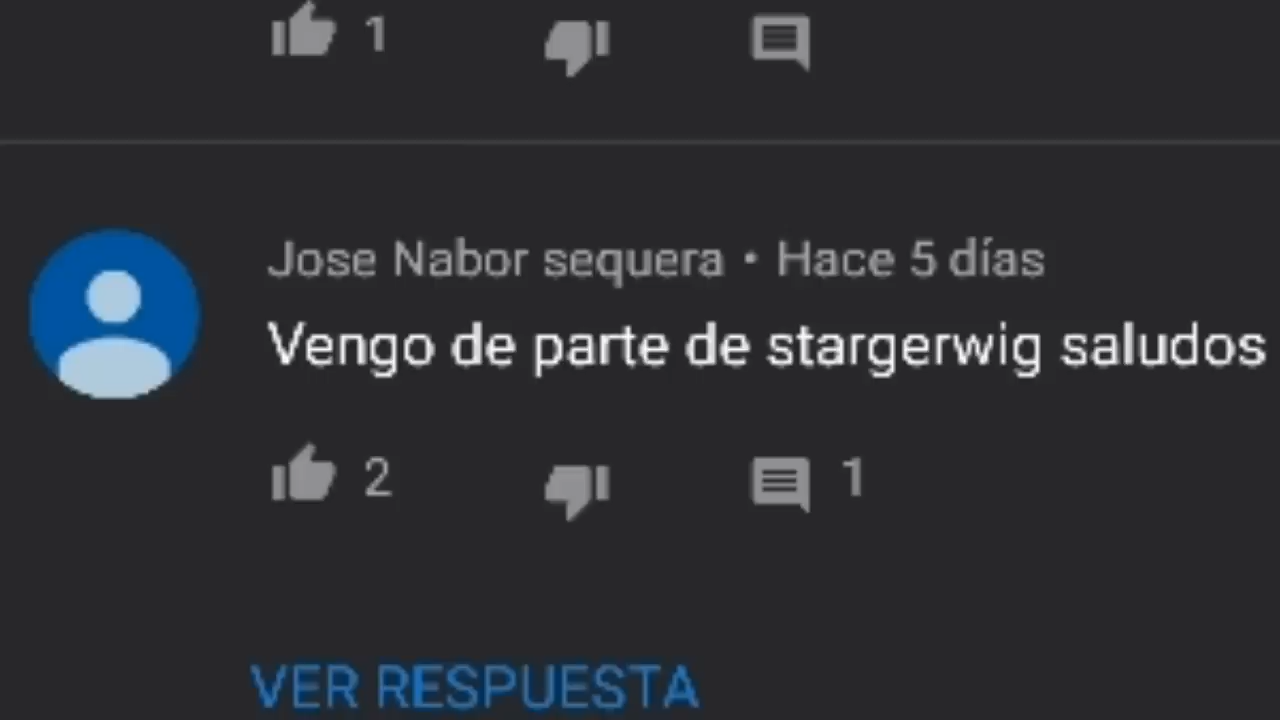 1
Jose Nabor sequera • Hace 5 días
Vengo de parte de stargerwig saludos
2 1
VER RESPUESTA